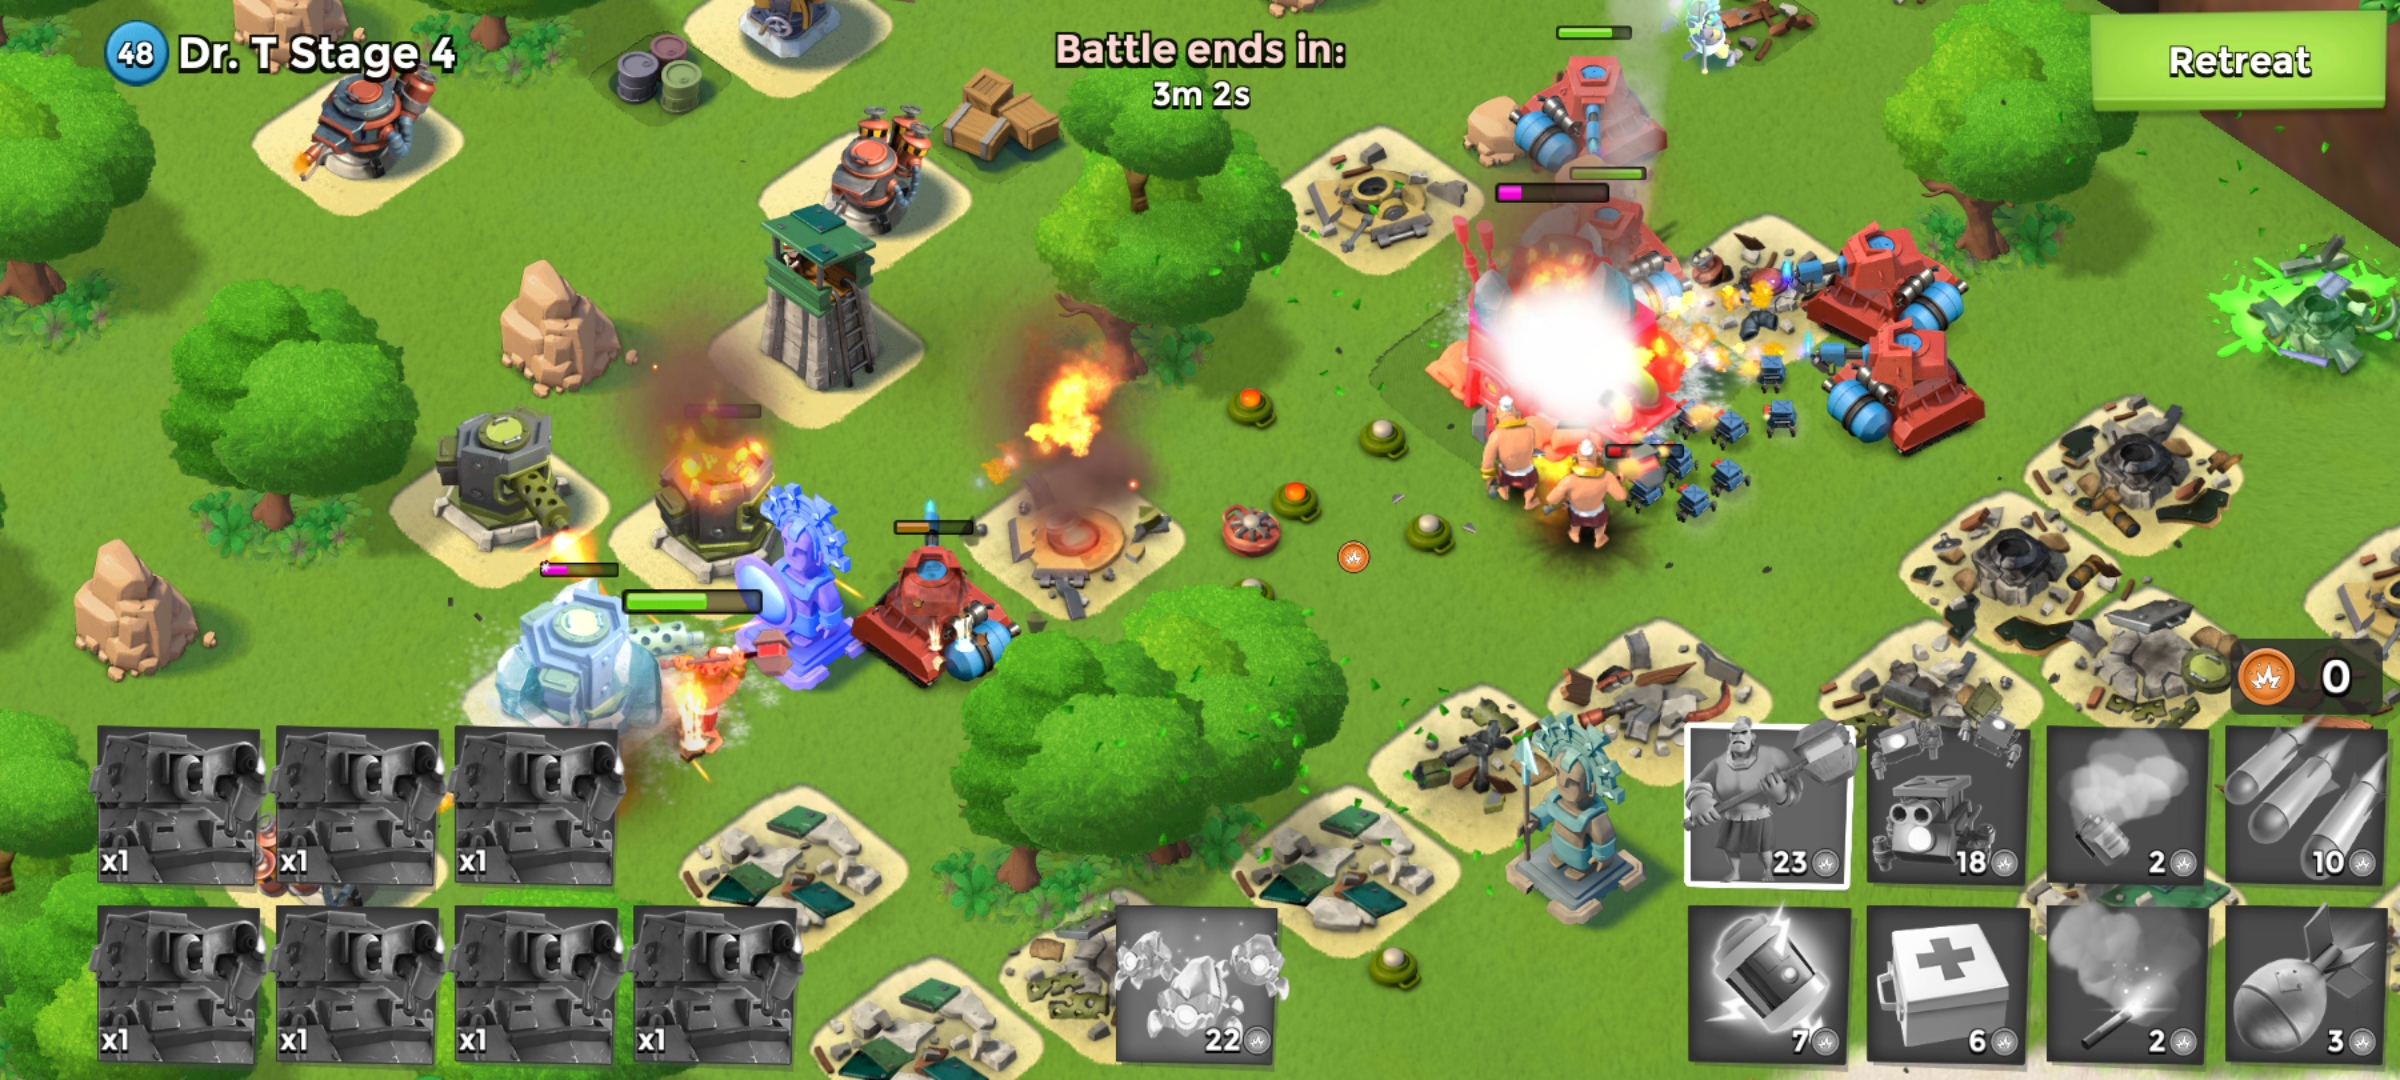 48 Dr. T Stage 4
Battle ends in:
3m 2s
Retreat
0
x1 x1 x1
23 18 2 10
x1 x1 x1 x1
22
7 6 2 3